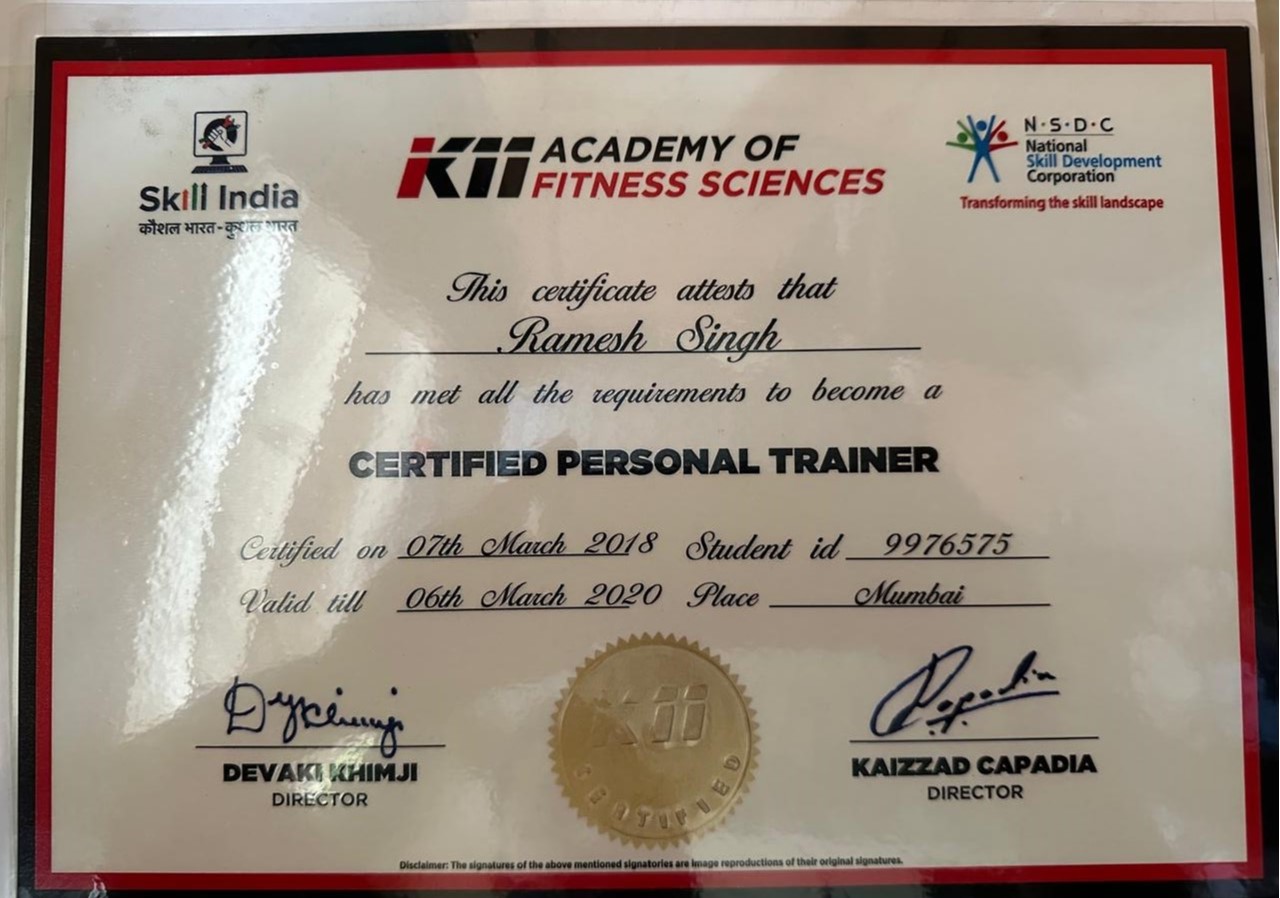 Skill India
कौशल भारत - कुशल भारत
K11 ACADEMY OF
FITNESS SCIENCES
N·S·D·C
National
Skill Development
Corporation
Transforming the skill landscape
This certificate attests that
Ramesh Singh
has met all the requirements to become a
CERTIFIED PERSONAL TRAINER
Certified on 07th March 2018 Student id 9976575
Valid till 06th March 2020 Place Mumbai
DEVAKI KHIMJI
DIRECTOR
K11
CERTIFIED
KAIZZAD CAPADIA
DIRECTOR
Disclaimer: The signatures of the above mentioned signatories are image reproductions of their original signatures.